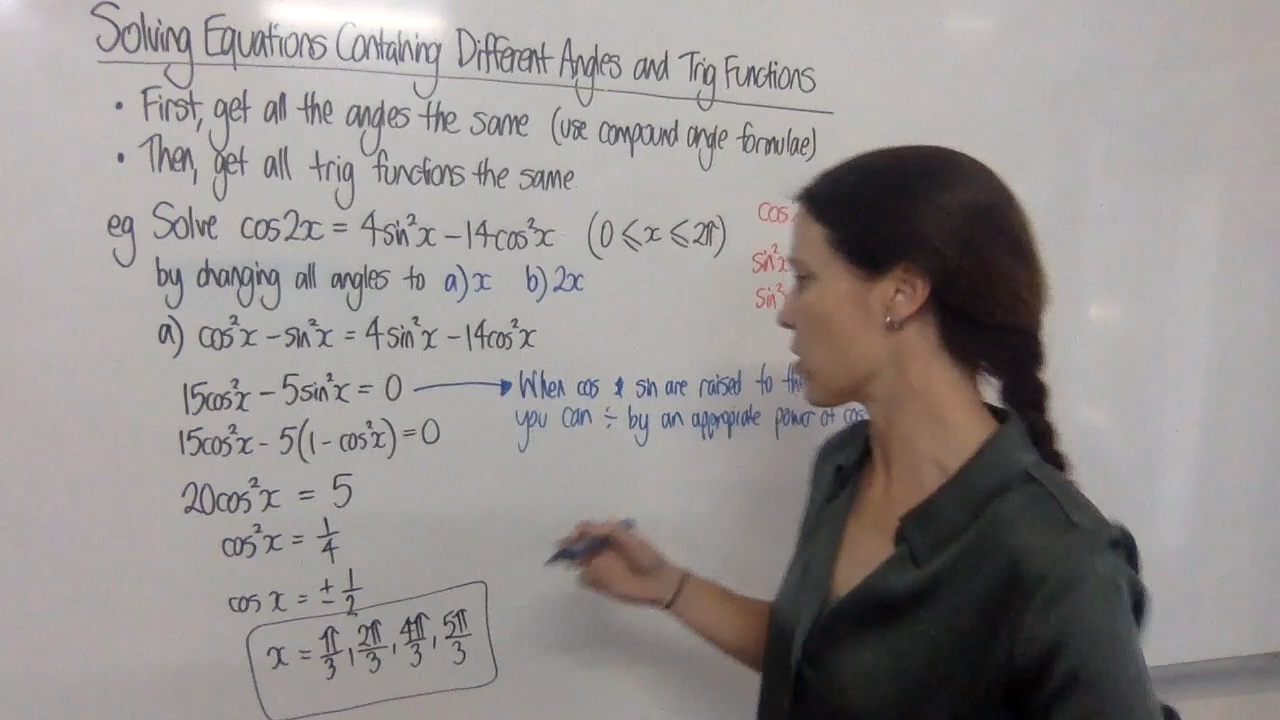 Solving Equations Containing Different Angles and Trig Functions
• First, get all the angles the same (use compound angle formulae)
• Then, get all trig functions the same
eg Solve cos2x = 4sin²x - 14cos²x (0 ≤ x ≤ 2π)
by changing all angles to a) x b) 2x
cos
sin²x
sin²
a) cos²x - sin²x = 4sin²x - 14cos²x
15cos²x - 5sin²x = 0 → When cos & sin are raised to the
you can ÷ by an appropriate power of cos
15cos²x - 5(1 - cos²x) = 0
20cos²x = 5
cos²x = 1/4
cos x = ± 1/2
x = π/3, 2π/3, 4π/3, 5π/3